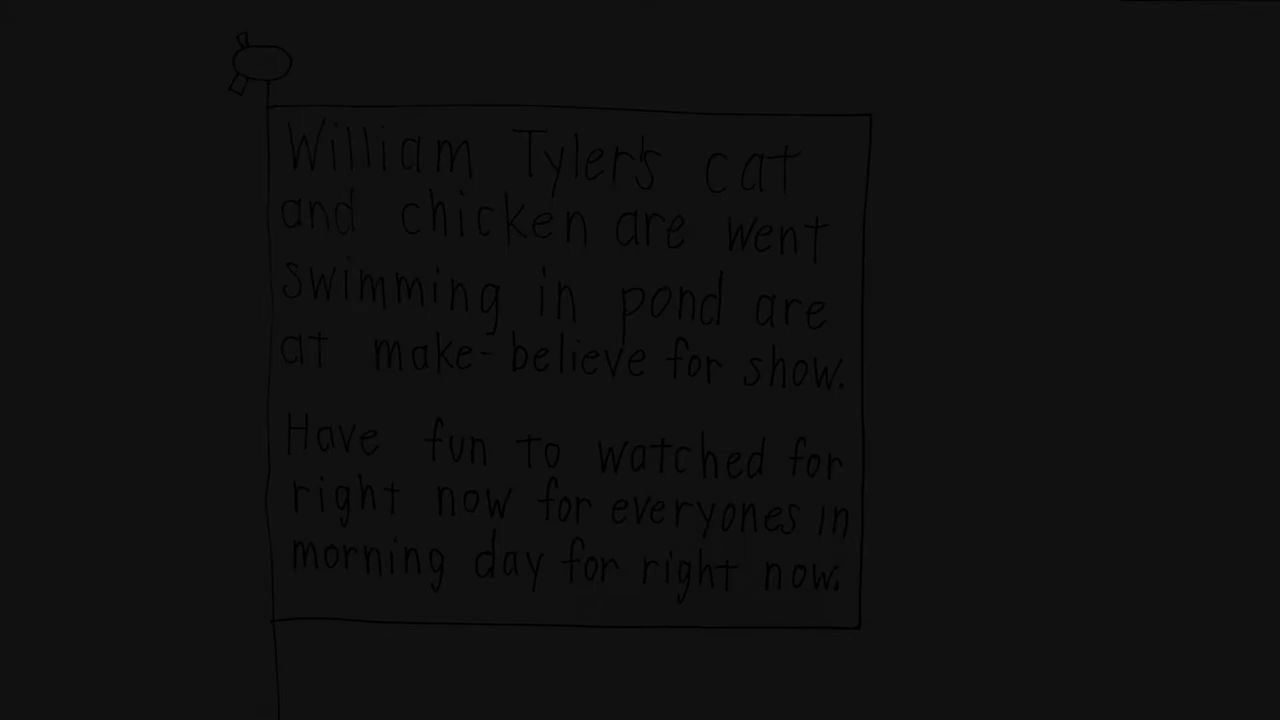 William Tyler's cat
and chicken are went
swimming in pond are
at make-believe for show.
Have fun to watched for
right now for everyones in
morning day for right now.